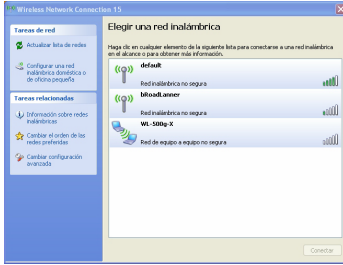 Wireless Network Connection 15
Tareas de red
Actualizar lista de redes
Configurar una red
inalámbrica doméstica o
de oficina pequeña
Tareas relacionadas
Información sobre redes
inalámbricas
Cambiar el orden de las
redes preferidas
Cambiar configuración
avanzada
Elegir una red inalámbrica
Haga clic en cualquier elemento de la siguiente lista para conectarse a una red inalámbrica
en el alcance o para obtener más información.
default
Red inalámbrica no segura
bRoadLanner
Red inalámbrica no segura
WL-500g-X
Red de equipo a equipo no segura
Conectar